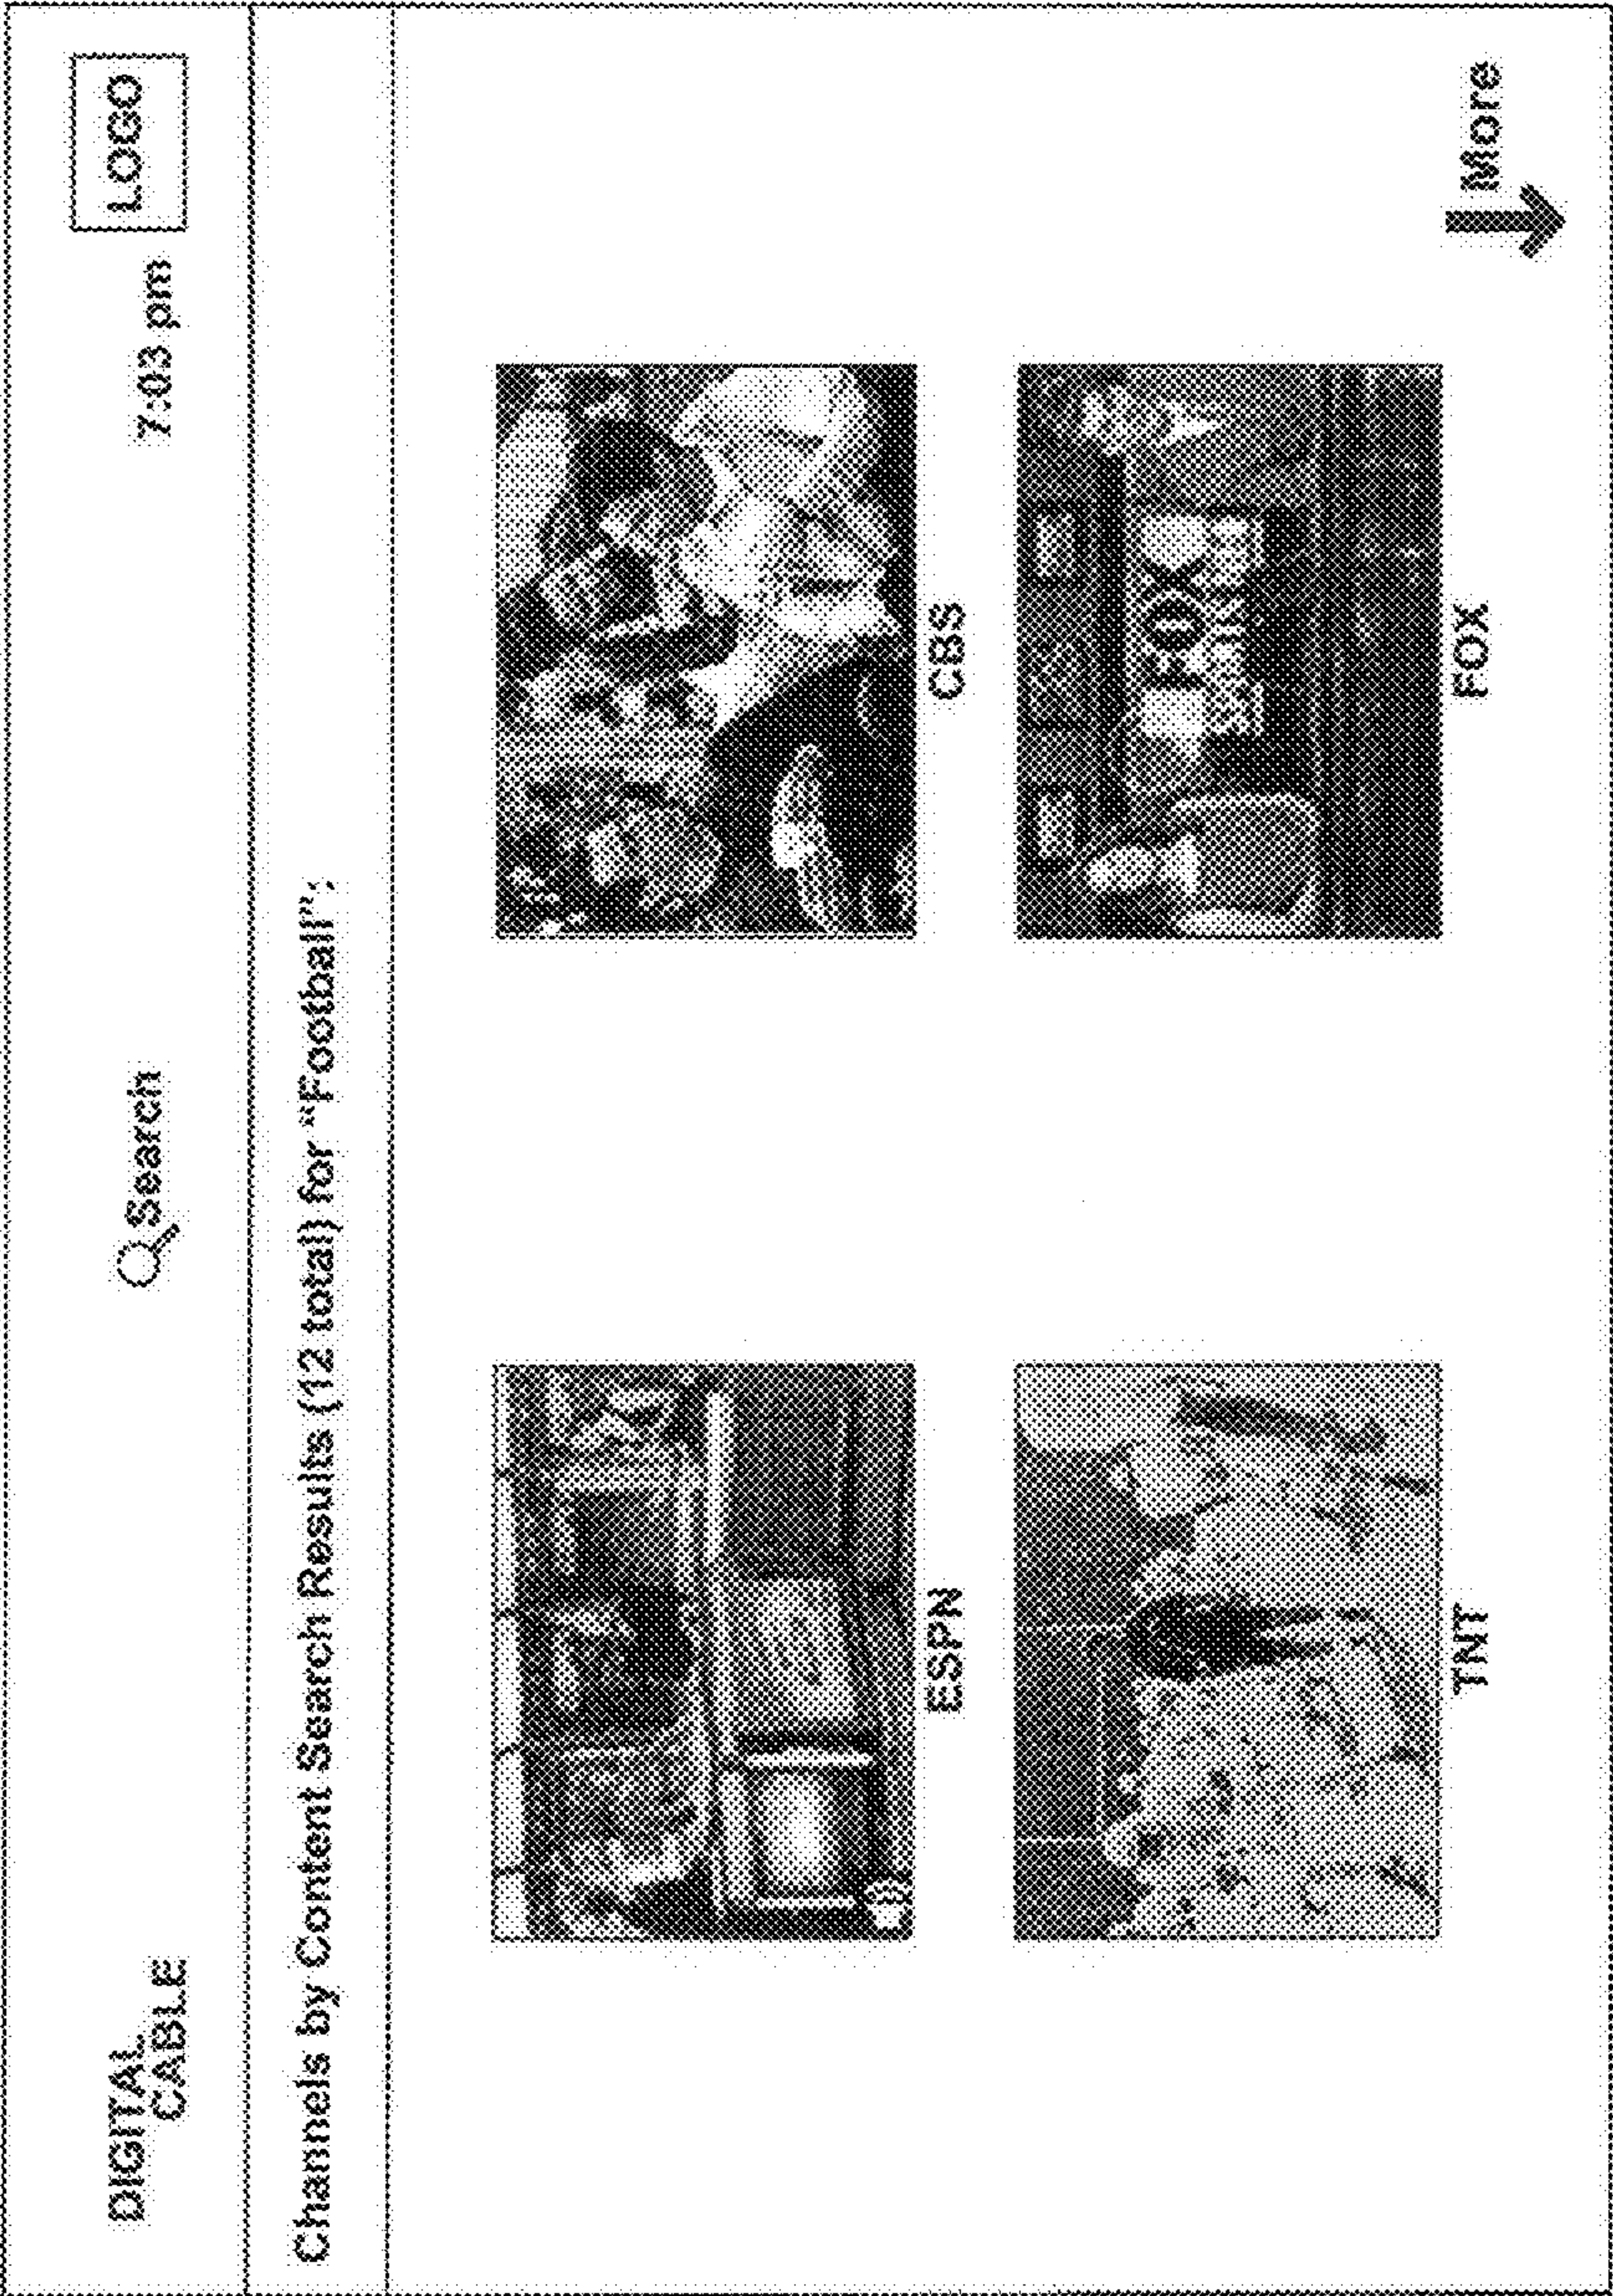 DIGITAL
CABLE
Search
7:03 pm
LOGO
Channels by Content Search Results (12 total) for "Football":
ESPN
CBS
FOX
TNT
FOX
More